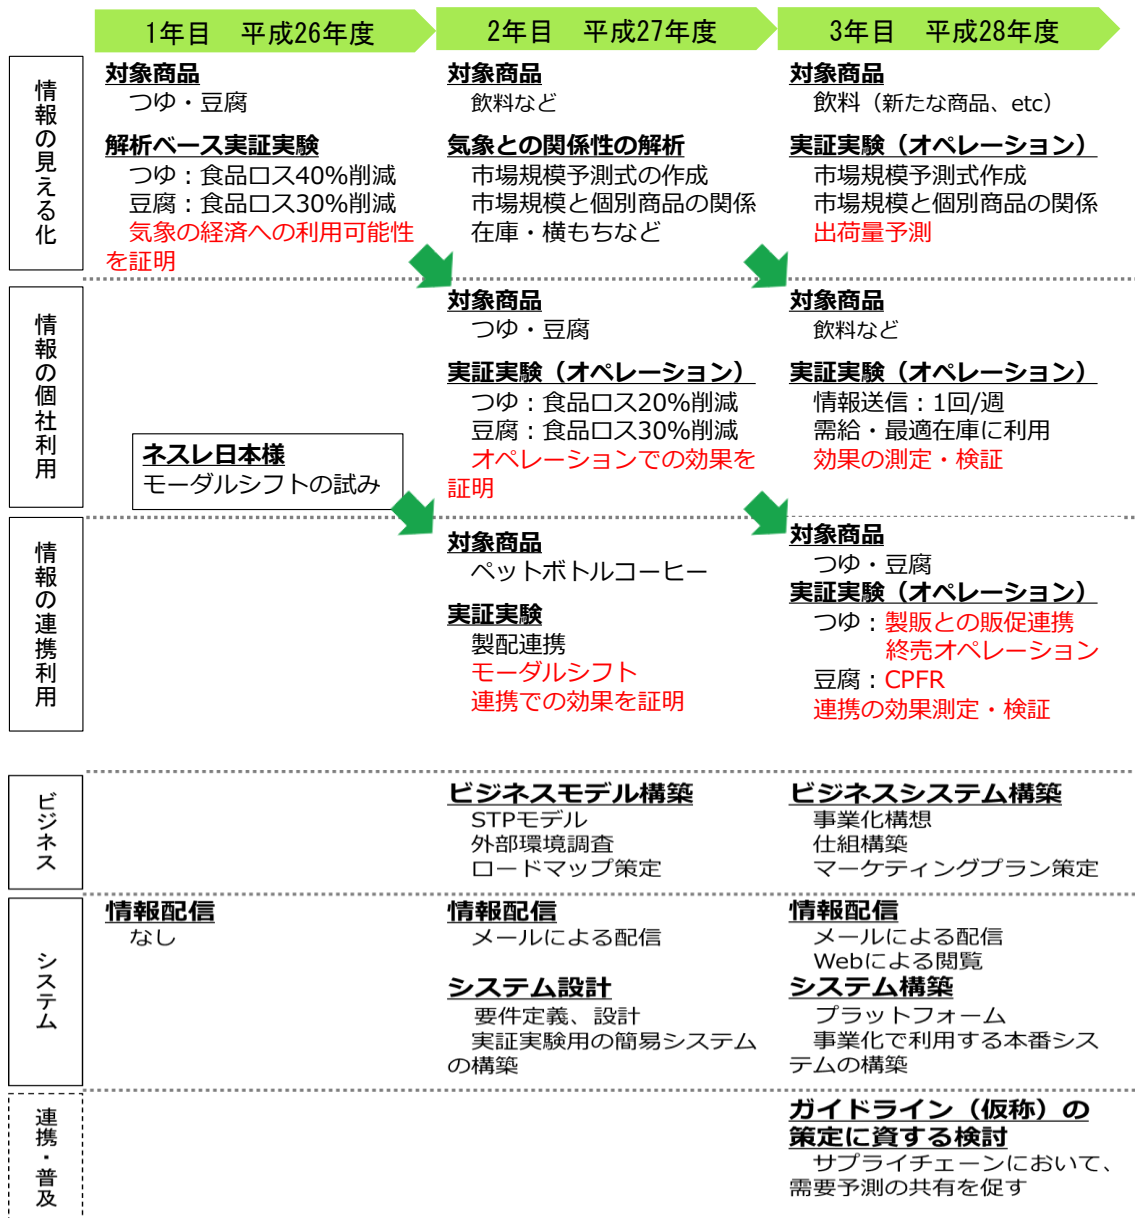 1年目　平成26年度
2年目　平成27年度
3年目　平成28年度
情報の見える化
対象商品
つゆ・豆腐
解析ベース実証実験
つゆ：食品ロス40%削減
豆腐：食品ロス30%削減
気象の経済への利用可能性
を証明
対象商品
飲料など
気象との関係性の解析
市場規模予測式の作成
市場規模と個別商品の関係
在庫・横もちなど
対象商品
飲料（新たな商品、etc）
実証実験（オペレーション）
市場規模予測式作成
市場規模と個別商品の関係
出荷量予測
情報の個社利用
ネスレ日本様
モーダルシフトの試み
対象商品
つゆ・豆腐
実証実験（オペレーション）
つゆ：食品ロス20%削減
豆腐：食品ロス30%削減
オペレーションでの効果を
証明
対象商品
飲料など
実証実験（オペレーション）
情報送信：1回/週
需給・最適在庫に利用
効果の測定・検証
情報の連携利用
対象商品
ペットボトルコーヒー
実証実験
製配連携
モーダルシフト
連携での効果を証明
対象商品
つゆ・豆腐
実証実験（オペレーション）
つゆ：製販との販促連携
終売オペレーション
豆腐：CPFR
連携の効果測定・検証
ビジネス
ビジネスモデル構築
STPモデル
外部環境調査
ロードマップ策定
ビジネスシステム構築
事業化構想
仕組構築
マーケティングプラン策定
システム
情報配信
なし
情報配信
メールによる配信
システム設計
要件定義、設計
実証実験用の簡易システム
の構築
情報配信
メールによる配信
Webによる閲覧
システム構築
プラットフォーム
事業化で利用する本番シス
テムの構築
連携・普及
ガイドライン（仮称）の
策定に資する検討
サプライチェーンにおいて、
需要予測の共有を促す